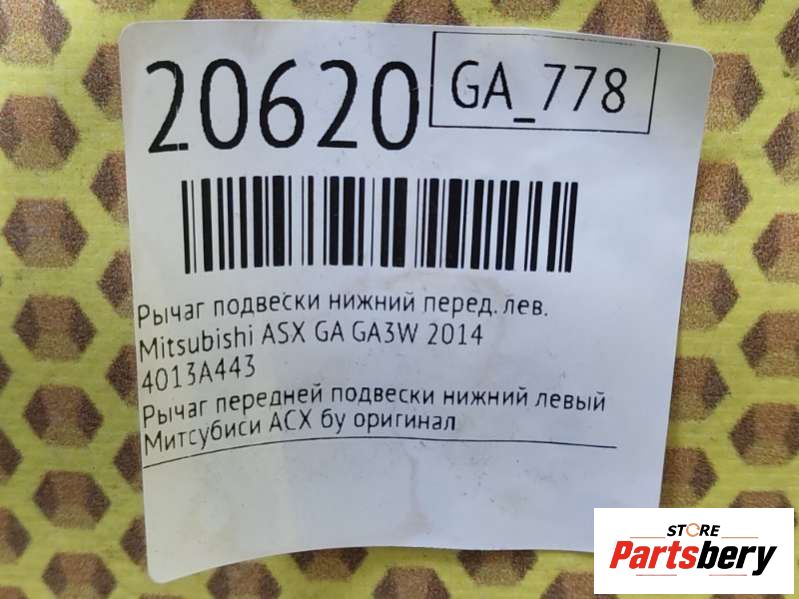 20620
GA_778
Рычаг подвески нижний перед. лев.
Mitsubishi ASX GA GA3W 2014
4013A443
Рычаг передней подвески нижний левый
Митсубиси АСХ бу оригинал
STORE
Partsbery